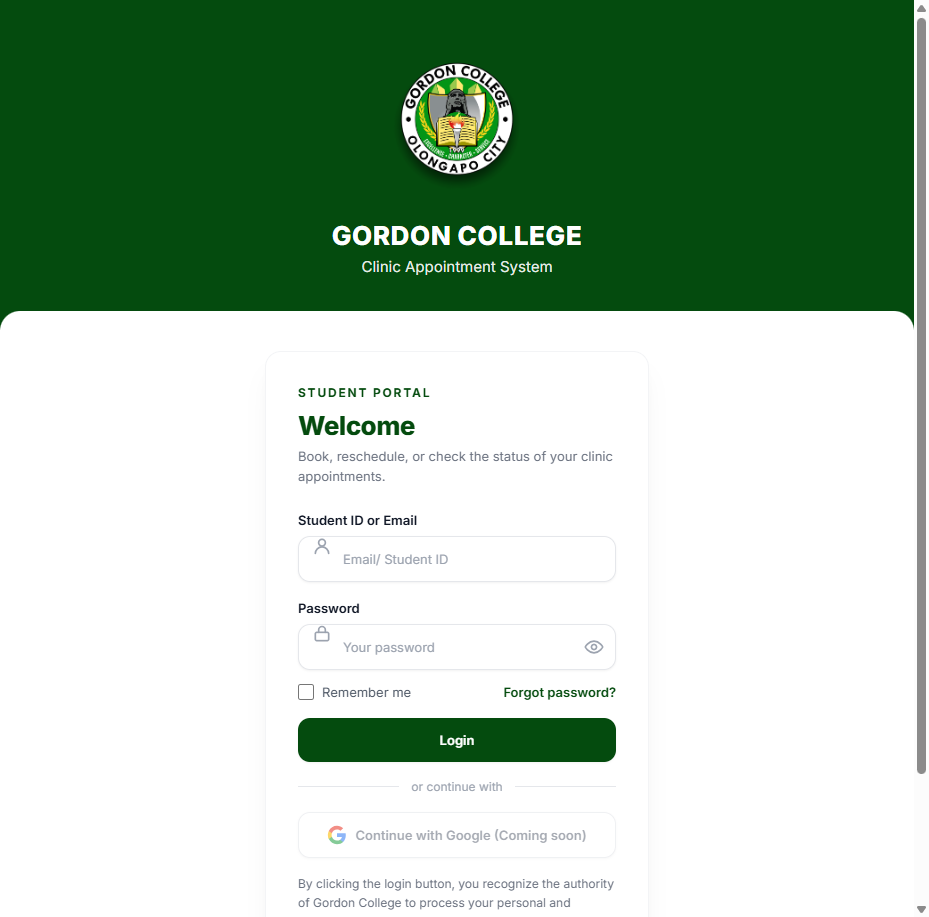 GORDON COLLEGE
OLONGAPO CITY
GORDON COLLEGE
Clinic Appointment System
STUDENT PORTAL
Welcome
Book, reschedule, or check the status of your clinic
appointments.
Student ID or Email
Email/ Student ID
Password
Your password
Remember me
Forgot password?
Login
or continue with
Continue with Google (Coming soon)
By clicking the login button, you recognize the authority
of Gordon College to process your personal and